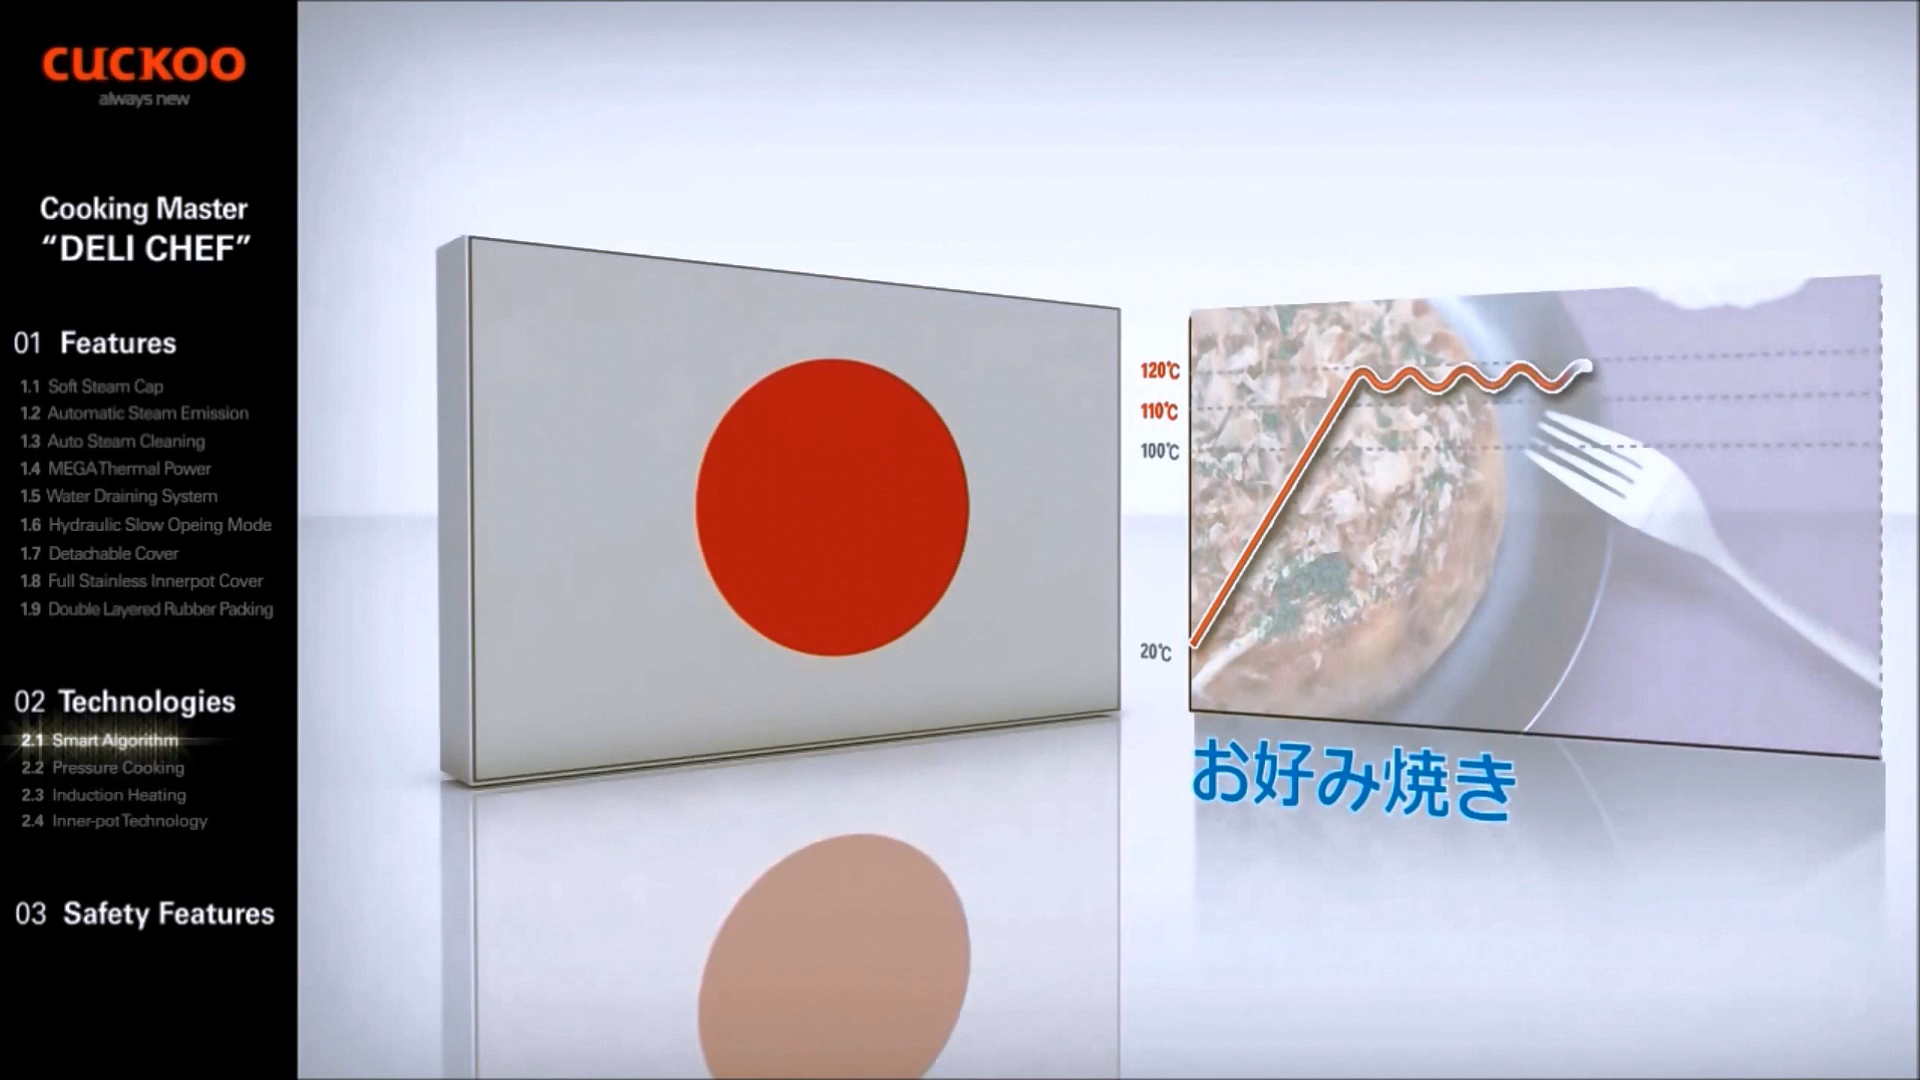 CUCKOO
always new
Cooking Master
“DELI CHEF”
01 Features
1.1 Soft Steam Cap
1.2 Automatic Steam Emission
1.3 Auto Steam Cleaning
1.4 MEGA Thermal Power
1.5 Water Draining System
1.6 Hydraulic Slow Opeing Mode
1.7 Detachable Cover
1.8 Full Stainless Innerpot Cover
1.9 Double Layered Rubber Packing
02 Technologies
2.1 Smart Algorithm
2.2 Pressure Cooking
2.3 Induction Heating
2.4 Inner-pot Technology
03 Safety Features
120℃
110℃
100℃
20℃
お好み焼き